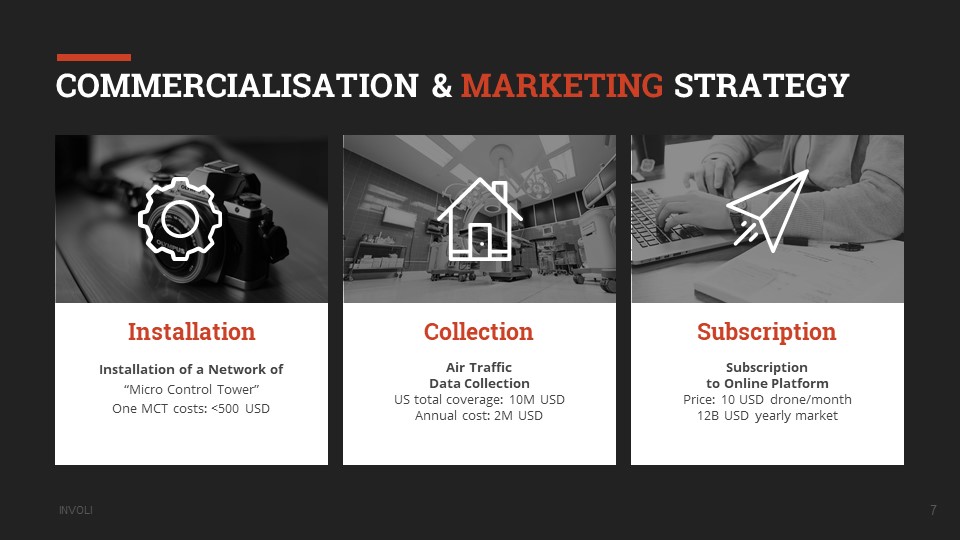 COMMERCIALISATION & MARKETING STRATEGY
OLYMPUS
Installation
Installation of a Network of
“Micro Control Tower”
One MCT costs: <500 USD
Collection
Air Traffic
Data Collection
US total coverage: 10M USD
Annual cost: 2M USD
Subscription
Subscription
to Online Platform
Price: 10 USD drone/month
12B USD yearly market
INVOLI
7